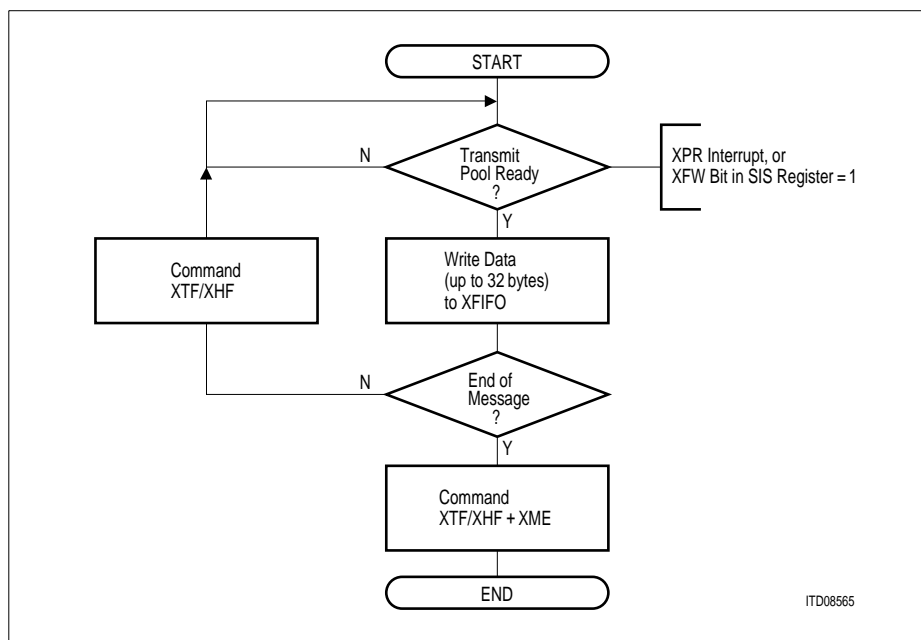 START
N
Transmit
Pool Ready
?
XPR Interrupt, or
XFW Bit in SIS Register = 1
Y
Command
XTF/XHF
Write Data
(up to 32 bytes)
to XFIFO
N
End of
Message
?
Y
Command
XTF/XHF + XME
END
ITD08565